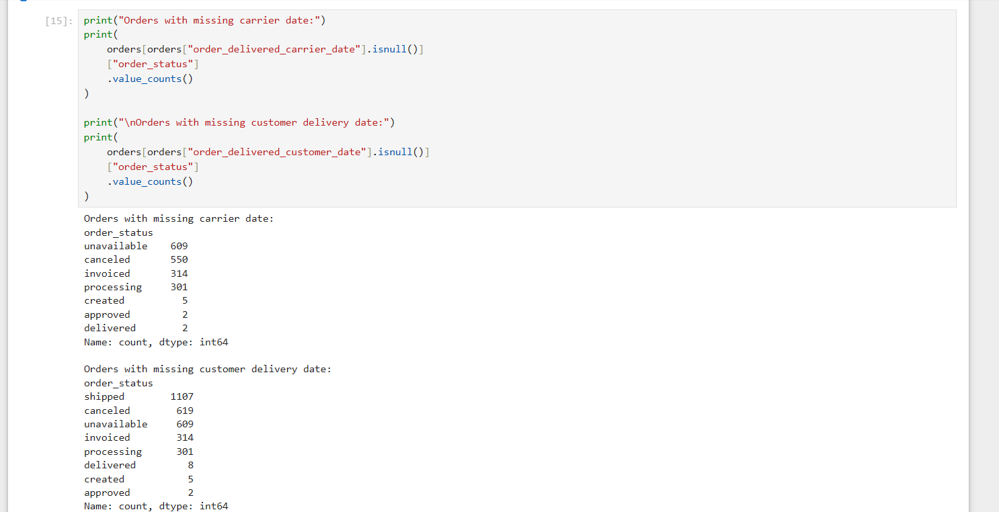 [15]:
print("Orders with missing carrier date:")
print(
    orders[orders["order_delivered_carrier_date"].isnull()]
    ["order_status"]
    .value_counts()
)

print("\nOrders with missing customer delivery date:")
print(
    orders[orders["order_delivered_customer_date"].isnull()]
    ["order_status"]
    .value_counts()
)
Orders with missing carrier date:
order_status
unavailable    609
canceled       550
invoiced       314
processing     301
created          5
approved         2
delivered        2
Name: count, dtype: int64

Orders with missing customer delivery date:
order_status
shipped        1107
canceled        619
unavailable     609
invoiced        314
processing      301
delivered         8
created           5
approved          2
Name: count, dtype: int64